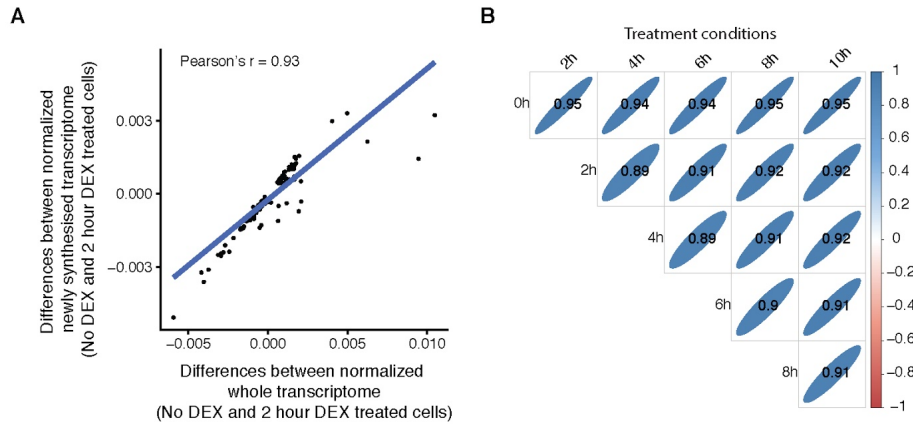 A
Pearson's r = 0.93
Differences between normalized
newly synthesised transcriptome
(No DEX and 2 hour DEX treated cells)
0.003
0.000
−0.003
−0.005
0.000
0.005
0.010
Differences between normalized
whole transcriptome
(No DEX and 2 hour DEX treated cells)
B
Treatment conditions
2h 4h 6h 8h 10h
0h 0.95 0.94 0.94 0.95 0.95
2h 0.89 0.91 0.92 0.92
4h 0.89 0.91 0.92
6h 0.9 0.91
8h 0.91
1
0.8
0.6
0.4
0.2
0
−0.2
−0.4
−0.6
−0.8
−1